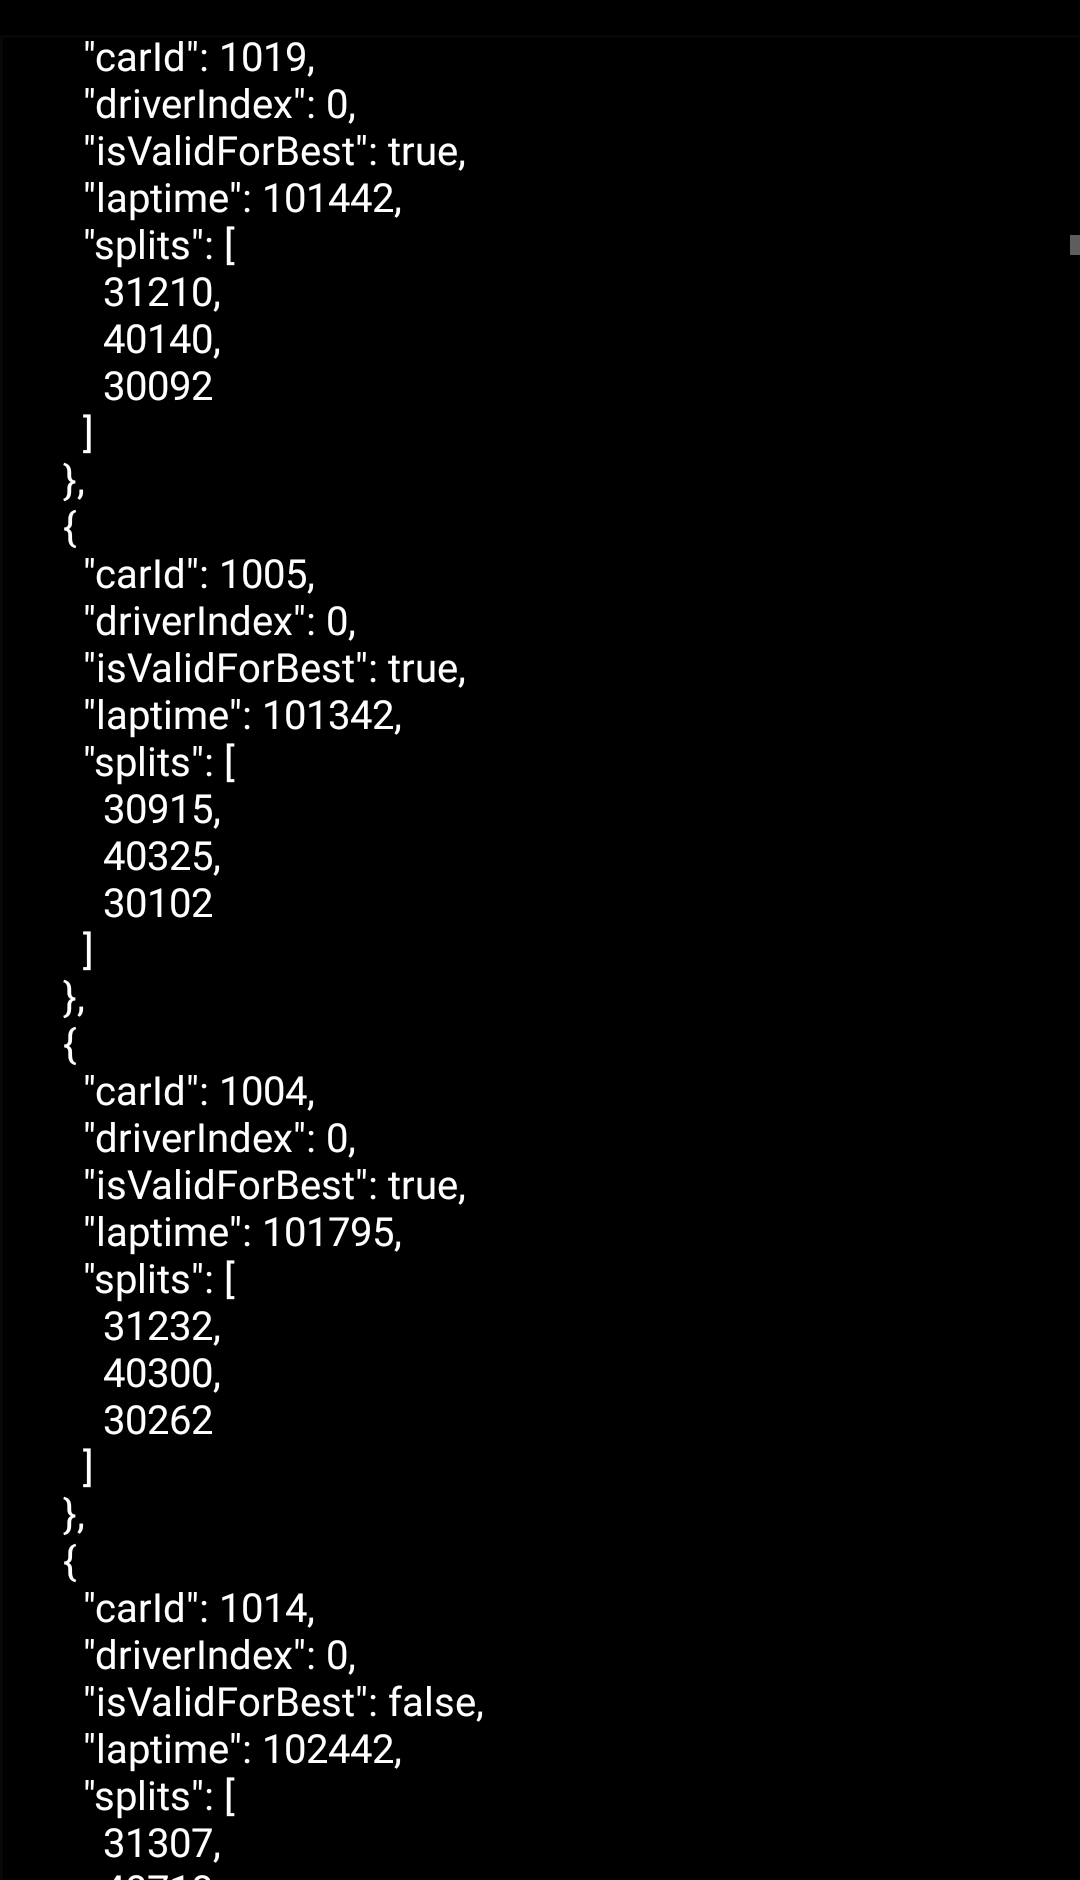 "carId": 1019,
"driverIndex": 0,
"isValidForBest": true,
"laptime": 101442,
"splits": [
31210,
40140,
30092
]
},
{
"carId": 1005,
"driverIndex": 0,
"isValidForBest": true,
"laptime": 101342,
"splits": [
30915,
40325,
30102
]
},
{
"carId": 1004,
"driverIndex": 0,
"isValidForBest": true,
"laptime": 101795,
"splits": [
31232,
40300,
30262
]
},
{
"carId": 1014,
"driverIndex": 0,
"isValidForBest": false,
"laptime": 102442,
"splits": [
31307,